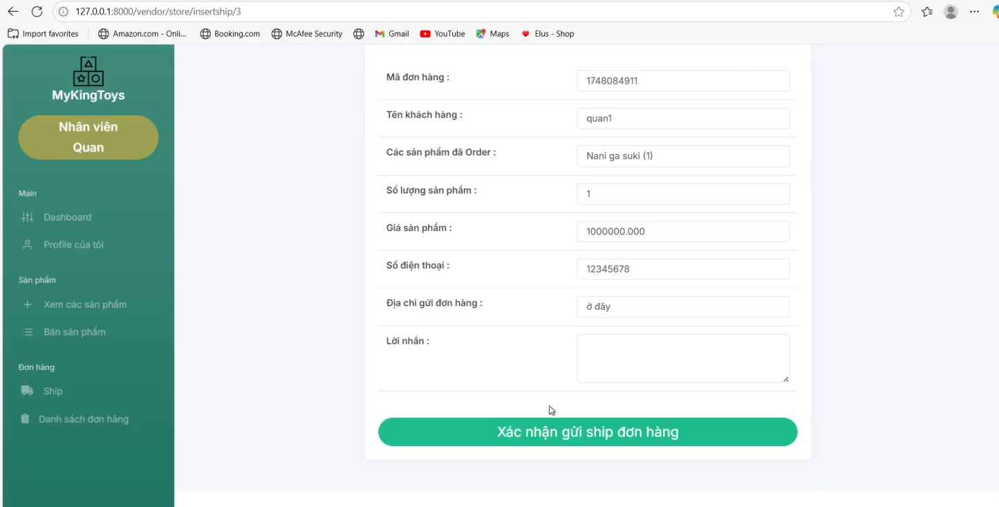 127.0.0.1:8000/vendor/store/insertship/3
Import favorites
Amazon.com - Onli...
Booking.com
McAfee Security
Gmail
YouTube
Maps
Elus - Shop
MyKingToys
Nhân viên
Quan
Main
Dashboard
Profile của tôi
Sản phẩm
Xem các sản phẩm
Bán sản phẩm
Đơn hàng
Ship
Danh sách đơn hàng
Mã đơn hàng : 1748084911
Tên khách hàng : quan1
Các sản phẩm đã Order : Nani ga suki (1)
Số lượng sản phẩm : 1
Giá sản phẩm : 1000000.000
Số điện thoại : 12345678
Địa chỉ gửi đơn hàng : ở đây
Lời nhắn :
Xác nhận gửi ship đơn hàng